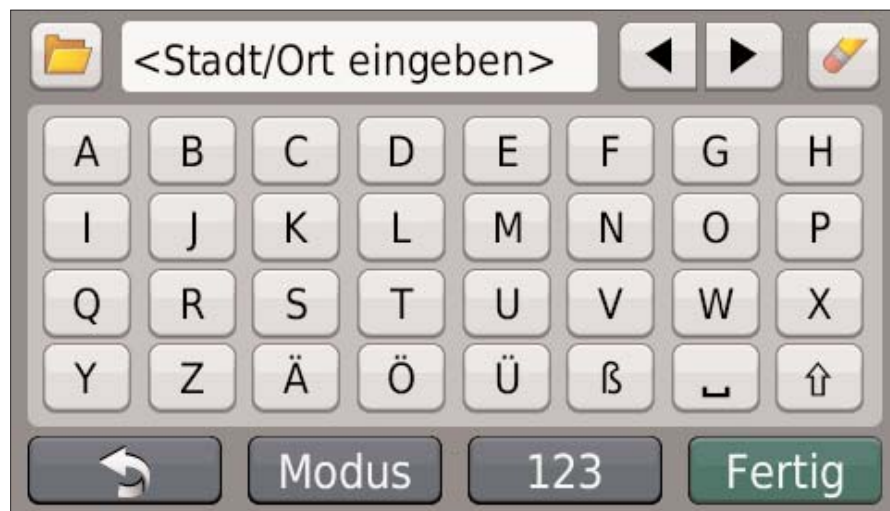 <Stadt/Ort eingeben>
A B C D E F G H
I J K L M N O P
Q R S T U V W X
Y Z Ä Ö Ü ß
Modus 123 Fertig